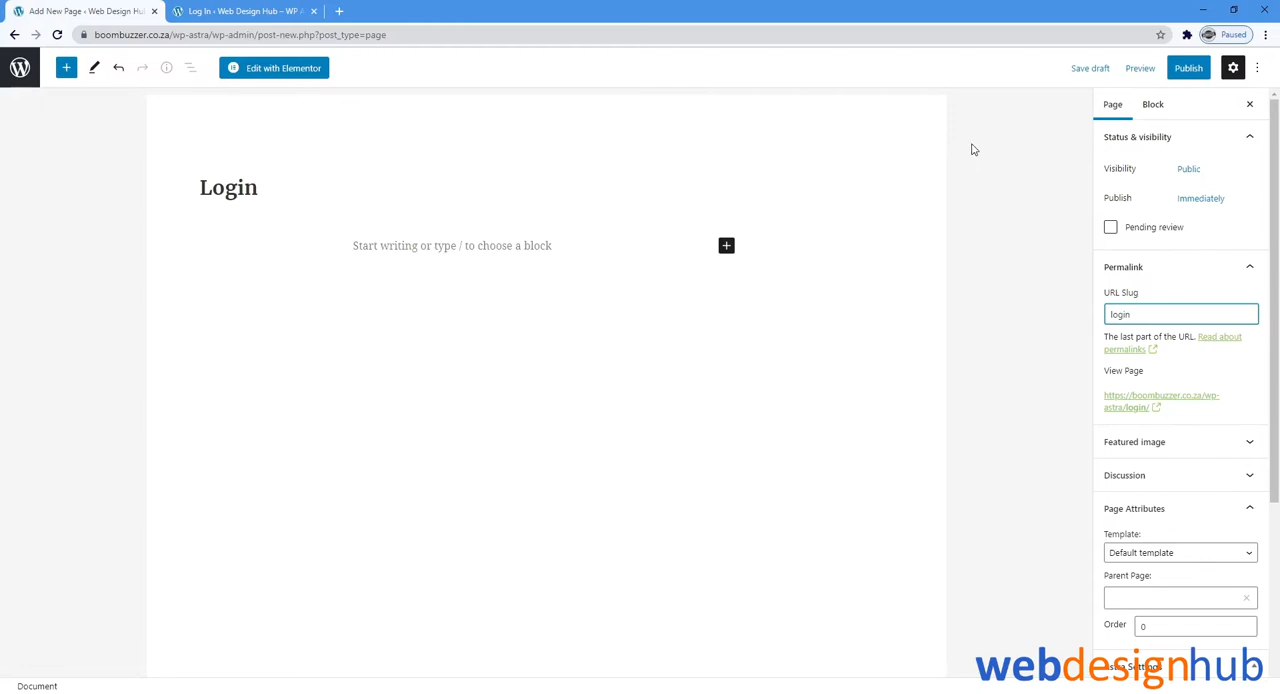 Add New Page ‹ Web Design Hu
Log In ‹ Web Design Hub – WP A
boombuzzer.co.za/wp-astra/wp-admin/post-new.php?post_type=page
Paused
Edit with Elementor
Save draft
Preview
Publish
Page
Block
Status & visibility
Visibility
Public
Publish
Immediately
Pending review
Login
Start writing or type / to choose a block
Permalink
URL Slug
login
The last part of the URL. Read about
permalinks
View Page
https://boombuzzer.co.za/wp-
astra/login/
Featured image
Discussion
Page Attributes
Template:
Default template
Parent Page:
Order
0
Astra Settings
webdesignhub
Document